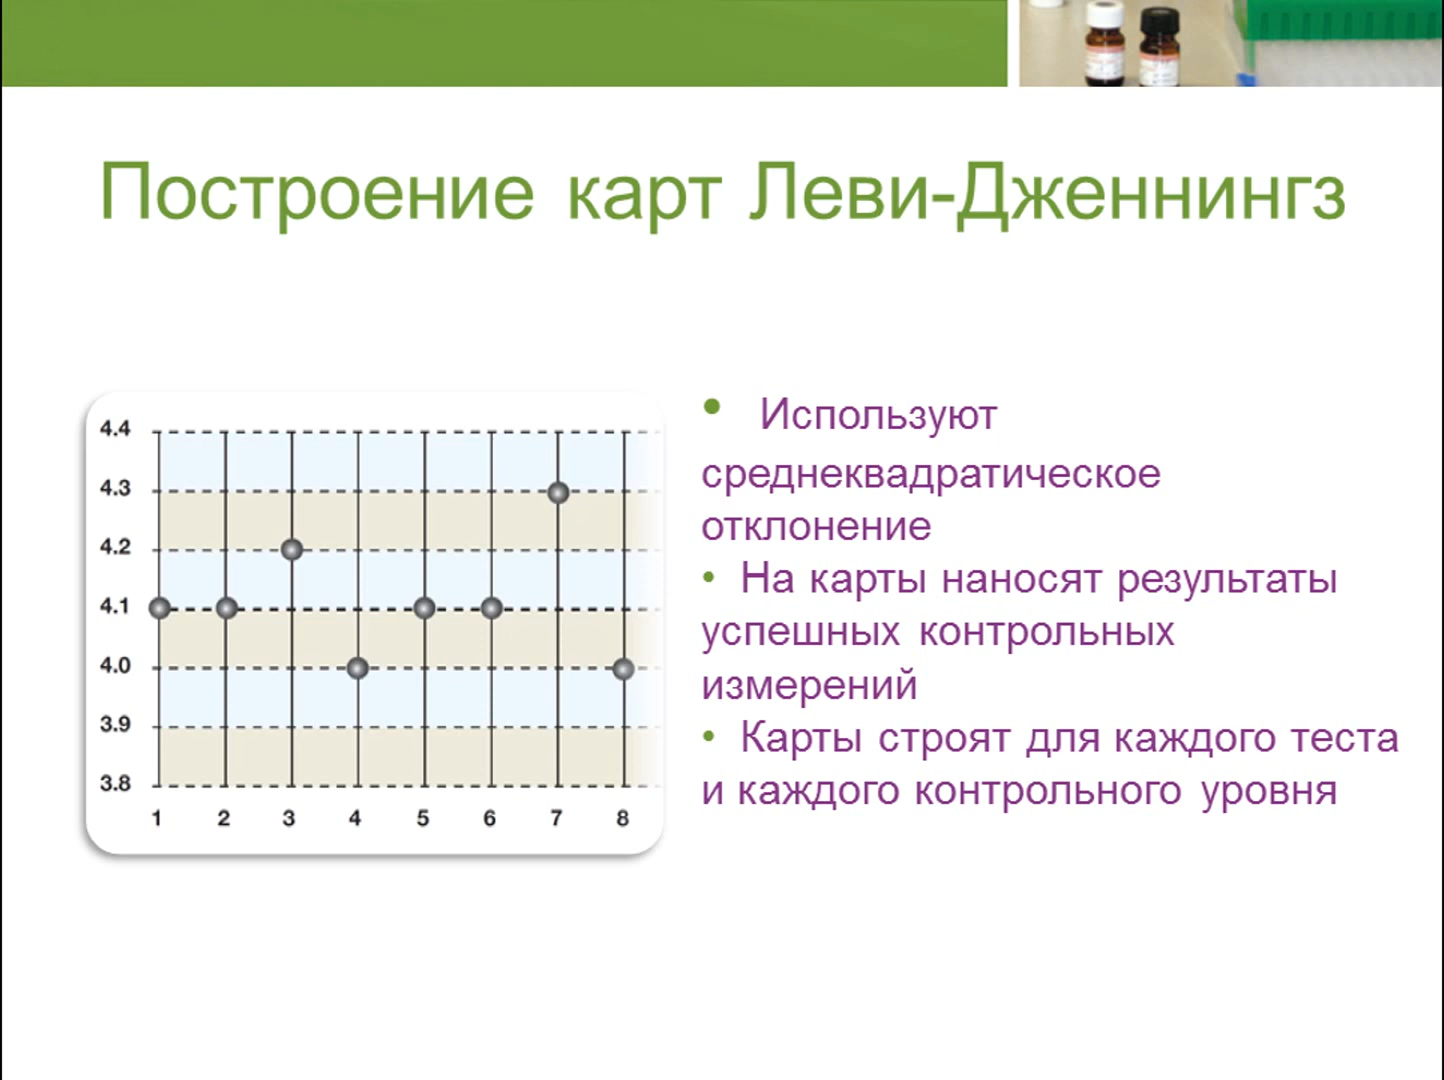 Построение карт Леви-Дженнингз
4.4
4.3
4.2
4.1
4.0
3.9
3.8
1 2 3 4 5 6 7 8
• Используют
среднеквадратическое
отклонение
• На карты наносят результаты
успешных контрольных
измерений
• Карты строят для каждого теста
и каждого контрольного уровня